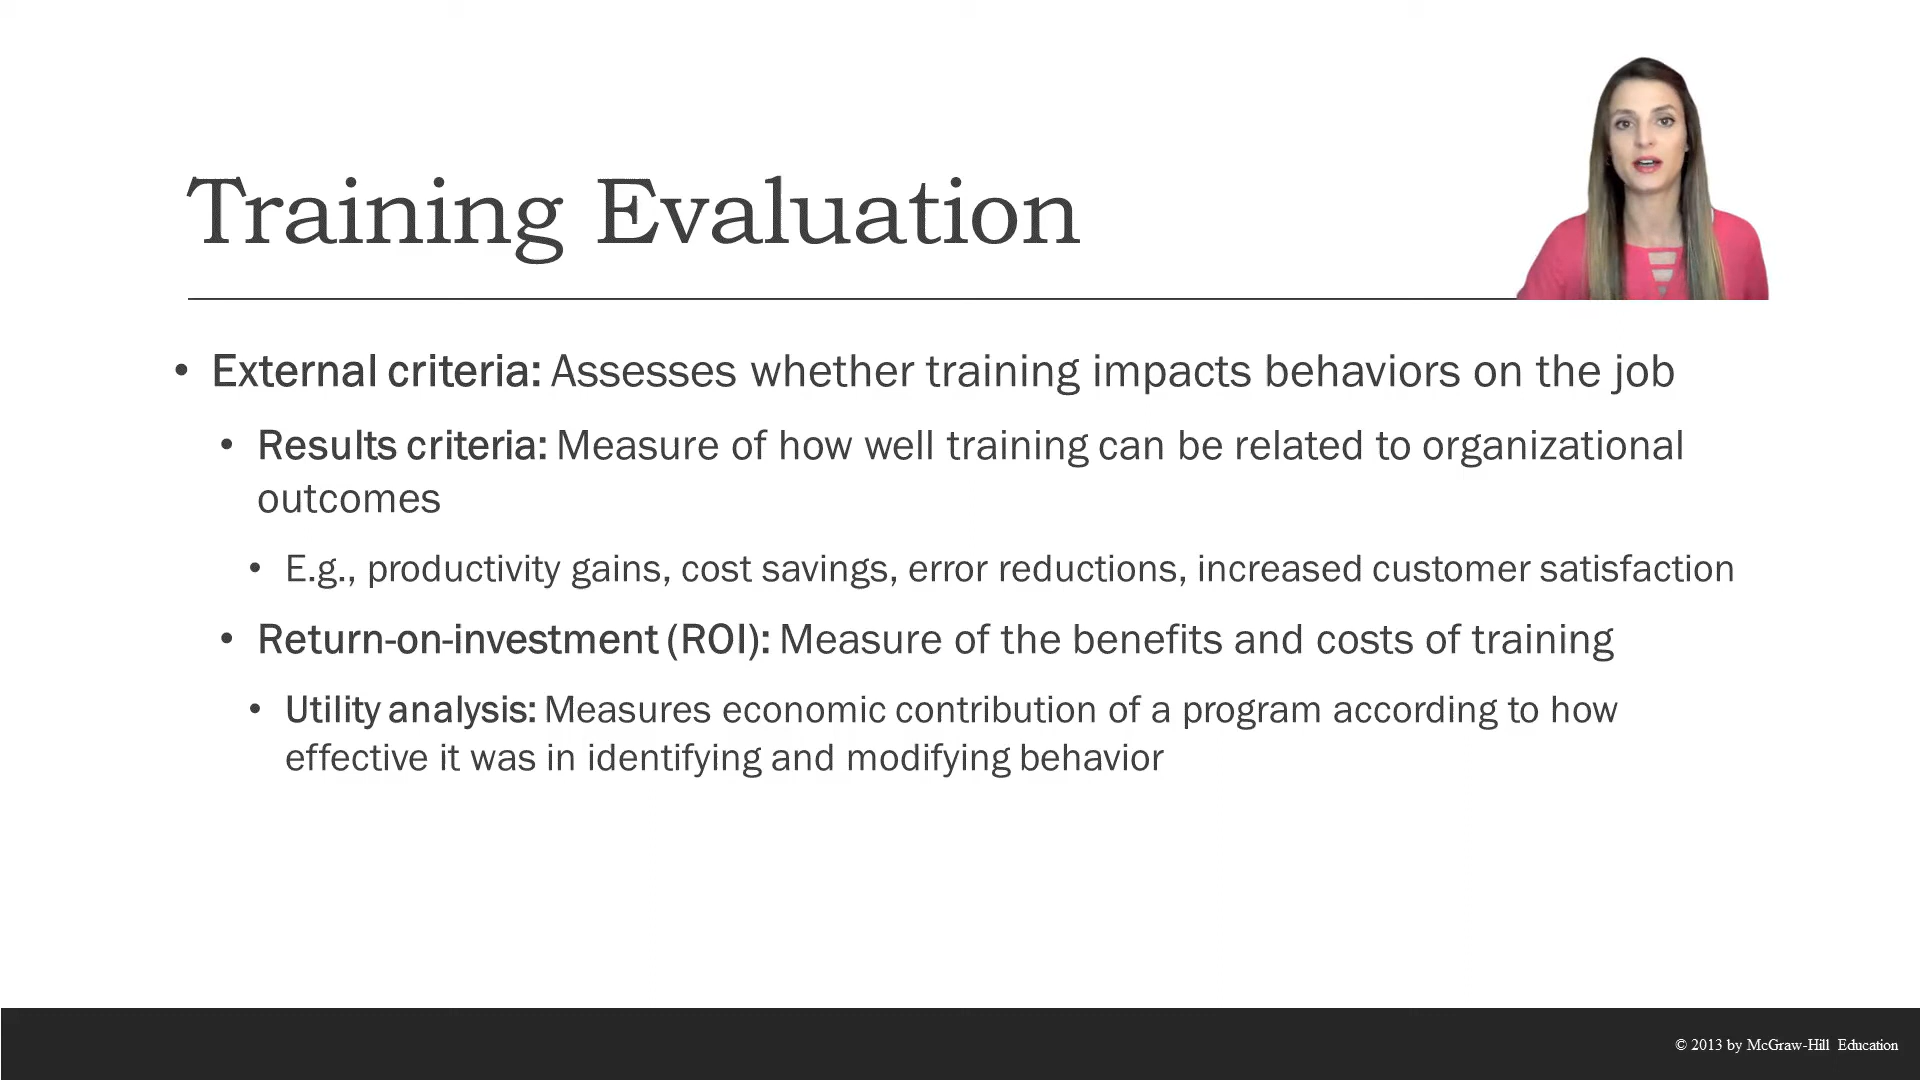 Training Evaluation
• External criteria: Assesses whether training impacts behaviors on the job
• Results criteria: Measure of how well training can be related to organizational
outcomes
• E.g., productivity gains, cost savings, error reductions, increased customer satisfaction
• Return-on-investment (ROI): Measure of the benefits and costs of training
• Utility analysis: Measures economic contribution of a program according to how
effective it was in identifying and modifying behavior
© 2013 by McGraw-Hill Education